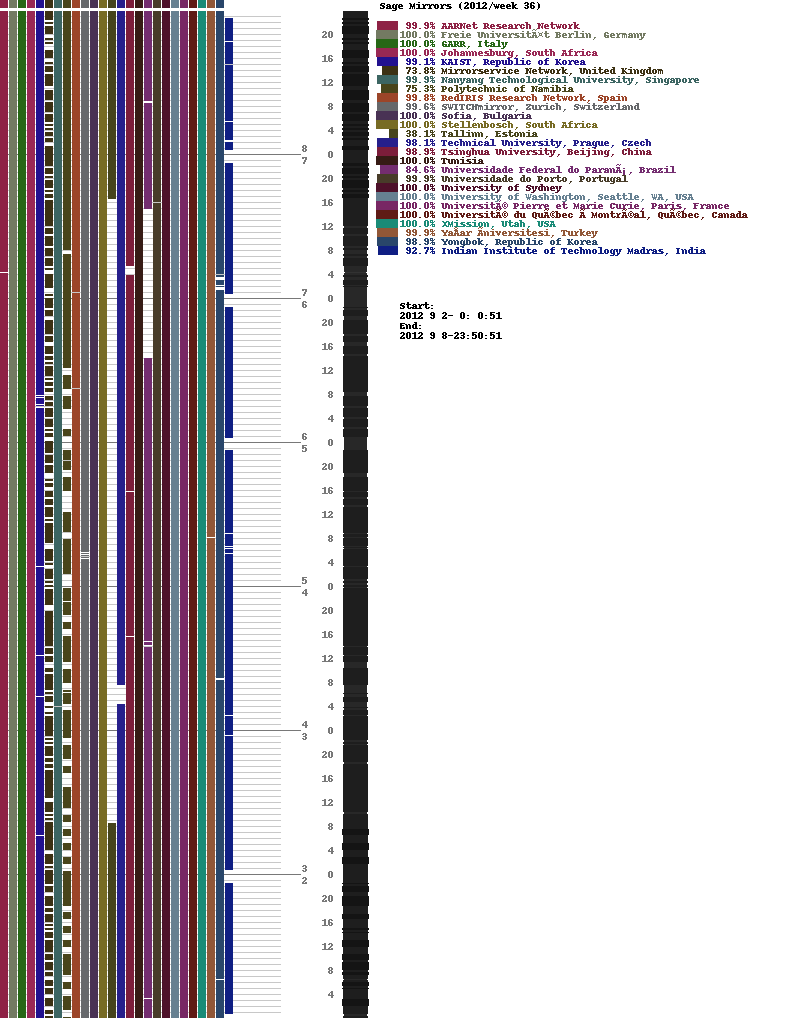 Sage Mirrors (2012/week 36)
99.9% AARNet Research Network
100.0% Freie UniversitÃ¤t Berlin, Germany
100.0% GARR, Italy
100.0% Johannesburg, South Africa
99.1% KAIST, Republic of Korea
73.8% Mirrorservice Network, United Kingdom
99.9% Nanyang Technological University, Singapore
75.3% Polytechnic of Namibia
99.8% RedIRIS Research Network, Spain
99.6% SWITCHmirror, Zurich, Switzerland
100.0% Sofia, Bulgaria
100.0% Stellenbosch, South Africa
38.1% Tallinn, Estonia
98.1% Technical University, Prague, Czech
98.9% Tsinghua University, Beijing, China
100.0% Tunisia
84.6% Universidade Federal do ParanÃ¡, Brazil
99.9% Universidade do Porto, Portugal
100.0% University of Sydney
100.0% University of Washington, Seattle, WA, USA
100.0% UniversitÃ© Pierre et Marie Curie, Paris, France
100.0% UniversitÃ© du QuÃ©bec A MontrÃ©al, QuÃ©bec, Canada
100.0% XMission, Utah, USA
99.9% YaÅar Aniversitesi, Turkey
98.9% Yongbok, Republic of Korea
92.7% Indian Institute of Technology Madras, India
Start:
2012 9 2- 0: 0:51
End:
2012 9 8-23:50:51
20
16
12
8
4
8
0
7
20
16
12
8
4
7
0
6
20
16
12
8
4
6
0
5
20
16
12
8
4
5
0
4
20
16
12
8
4
4
0
3
20
16
12
8
4
3
0
2
20
16
12
8
4